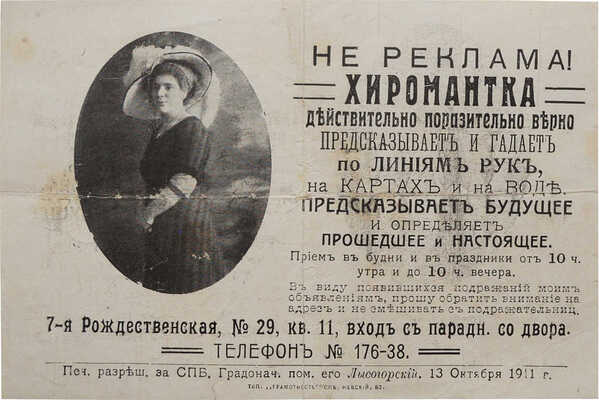 НЕ РЕКЛАМА!
ХИРОМАНТКА
дѣйствительно поразительно вѣрно
ПРЕДСКАЗЫВАЕТЪ И ГАДАЕТЪ
по ЛИНІЯМЪ РУК,
на КАРТАХЪ и на ВОДѢ.
ПРЕДСКАЗЫВАЕТЪ БУДУЩЕЕ
И ОПРЕДѢЛЯЕТЪ
ПРОШЕДШЕЕ и НАСТОЯЩЕЕ.
Пріемъ въ будни и въ праздники отъ 10 ч.
утра и до 10 ч. вечера.
Въ виду появившихся подражаній моимъ
объявленіямъ, прошу обратить вниманіе на
адресъ и не смѣшивать съ подражательниц.
7-я Рождественская, № 29, кв. 11, входъ съ парадн. со двора.
ТЕЛЕФОНЪ № 176-38.
Печ. разрѣш. за СПБ, Градонач. пом. его Лысогорскій. 13 Октября 1911 г.
ТИП. НЕВСКІЙ,